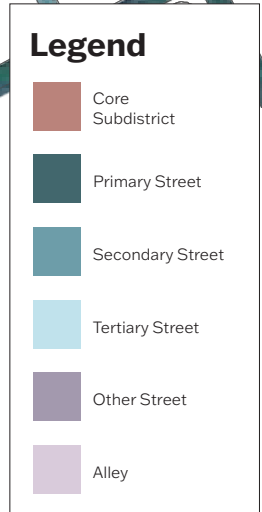 Legend
Core
Subdistrict
Primary Street
Secondary Street
Tertiary Street
Other Street
Alley